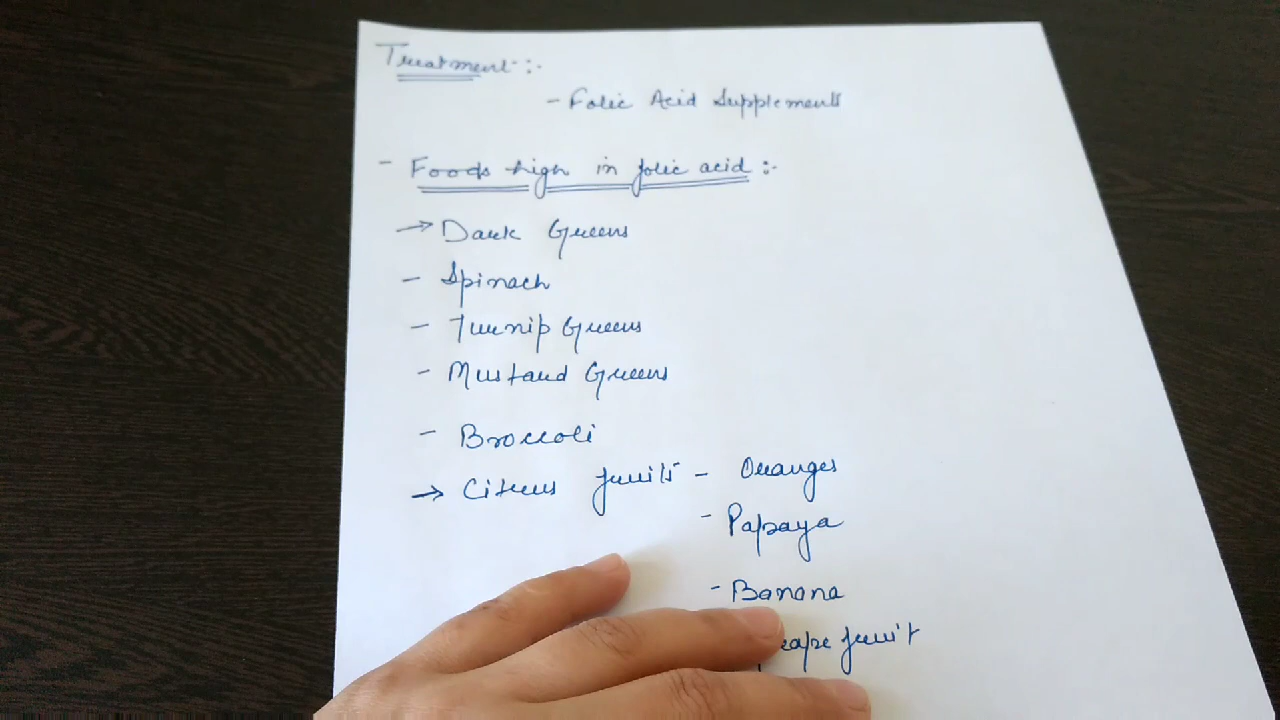 Treatment :-
- Folic Acid Supplements
- Foods high in folic acid :-
→ Dark Greens
- Spinach
- Turnip Greens
- Mustard Greens
- Broccoli
→ Citrus fruits - Oranges
- Papaya
- Banana
fruit